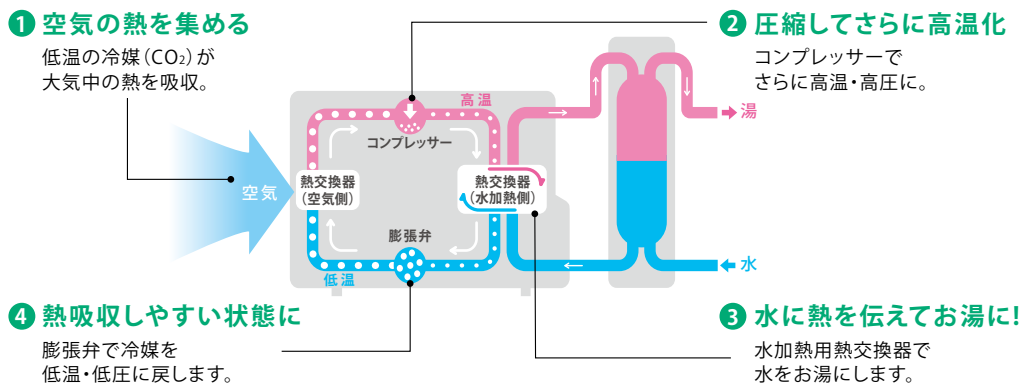 1 空気の熱を集める
低温の冷媒（CO₂）が
大気中の熱を吸収。
2 圧縮してさらに高温化
コンプレッサーで
さらに高温・高圧に。
高温
コンプレッサー
湯
空気
熱交換器
（空気側）
熱交換器
（水加熱側）
膨張弁
低温
水
4 熱吸収しやすい状態に
膨張弁で冷媒を
低温・低圧に戻します。
3 水に熱を伝えてお湯に!
水加熱用熱交換器で
水をお湯にします。